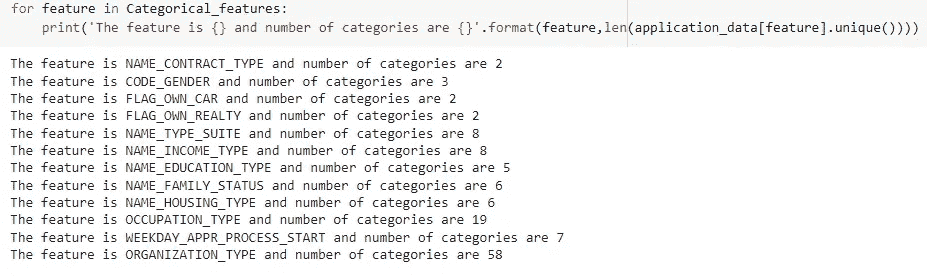 for feature in Categorical_features:
    print('The feature is {} and number of categories are {}'.format(feature,len(application_data[feature].unique())))
The feature is NAME_CONTRACT_TYPE and number of categories are 2
The feature is CODE_GENDER and number of categories are 3
The feature is FLAG_OWN_CAR and number of categories are 2
The feature is FLAG_OWN_REALTY and number of categories are 2
The feature is NAME_TYPE_SUITE and number of categories are 8
The feature is NAME_INCOME_TYPE and number of categories are 8
The feature is NAME_EDUCATION_TYPE and number of categories are 5
The feature is NAME_FAMILY_STATUS and number of categories are 6
The feature is NAME_HOUSING_TYPE and number of categories are 6
The feature is OCCUPATION_TYPE and number of categories are 19
The feature is WEEKDAY_APPR_PROCESS_START and number of categories are 7
The feature is ORGANIZATION_TYPE and number of categories are 58